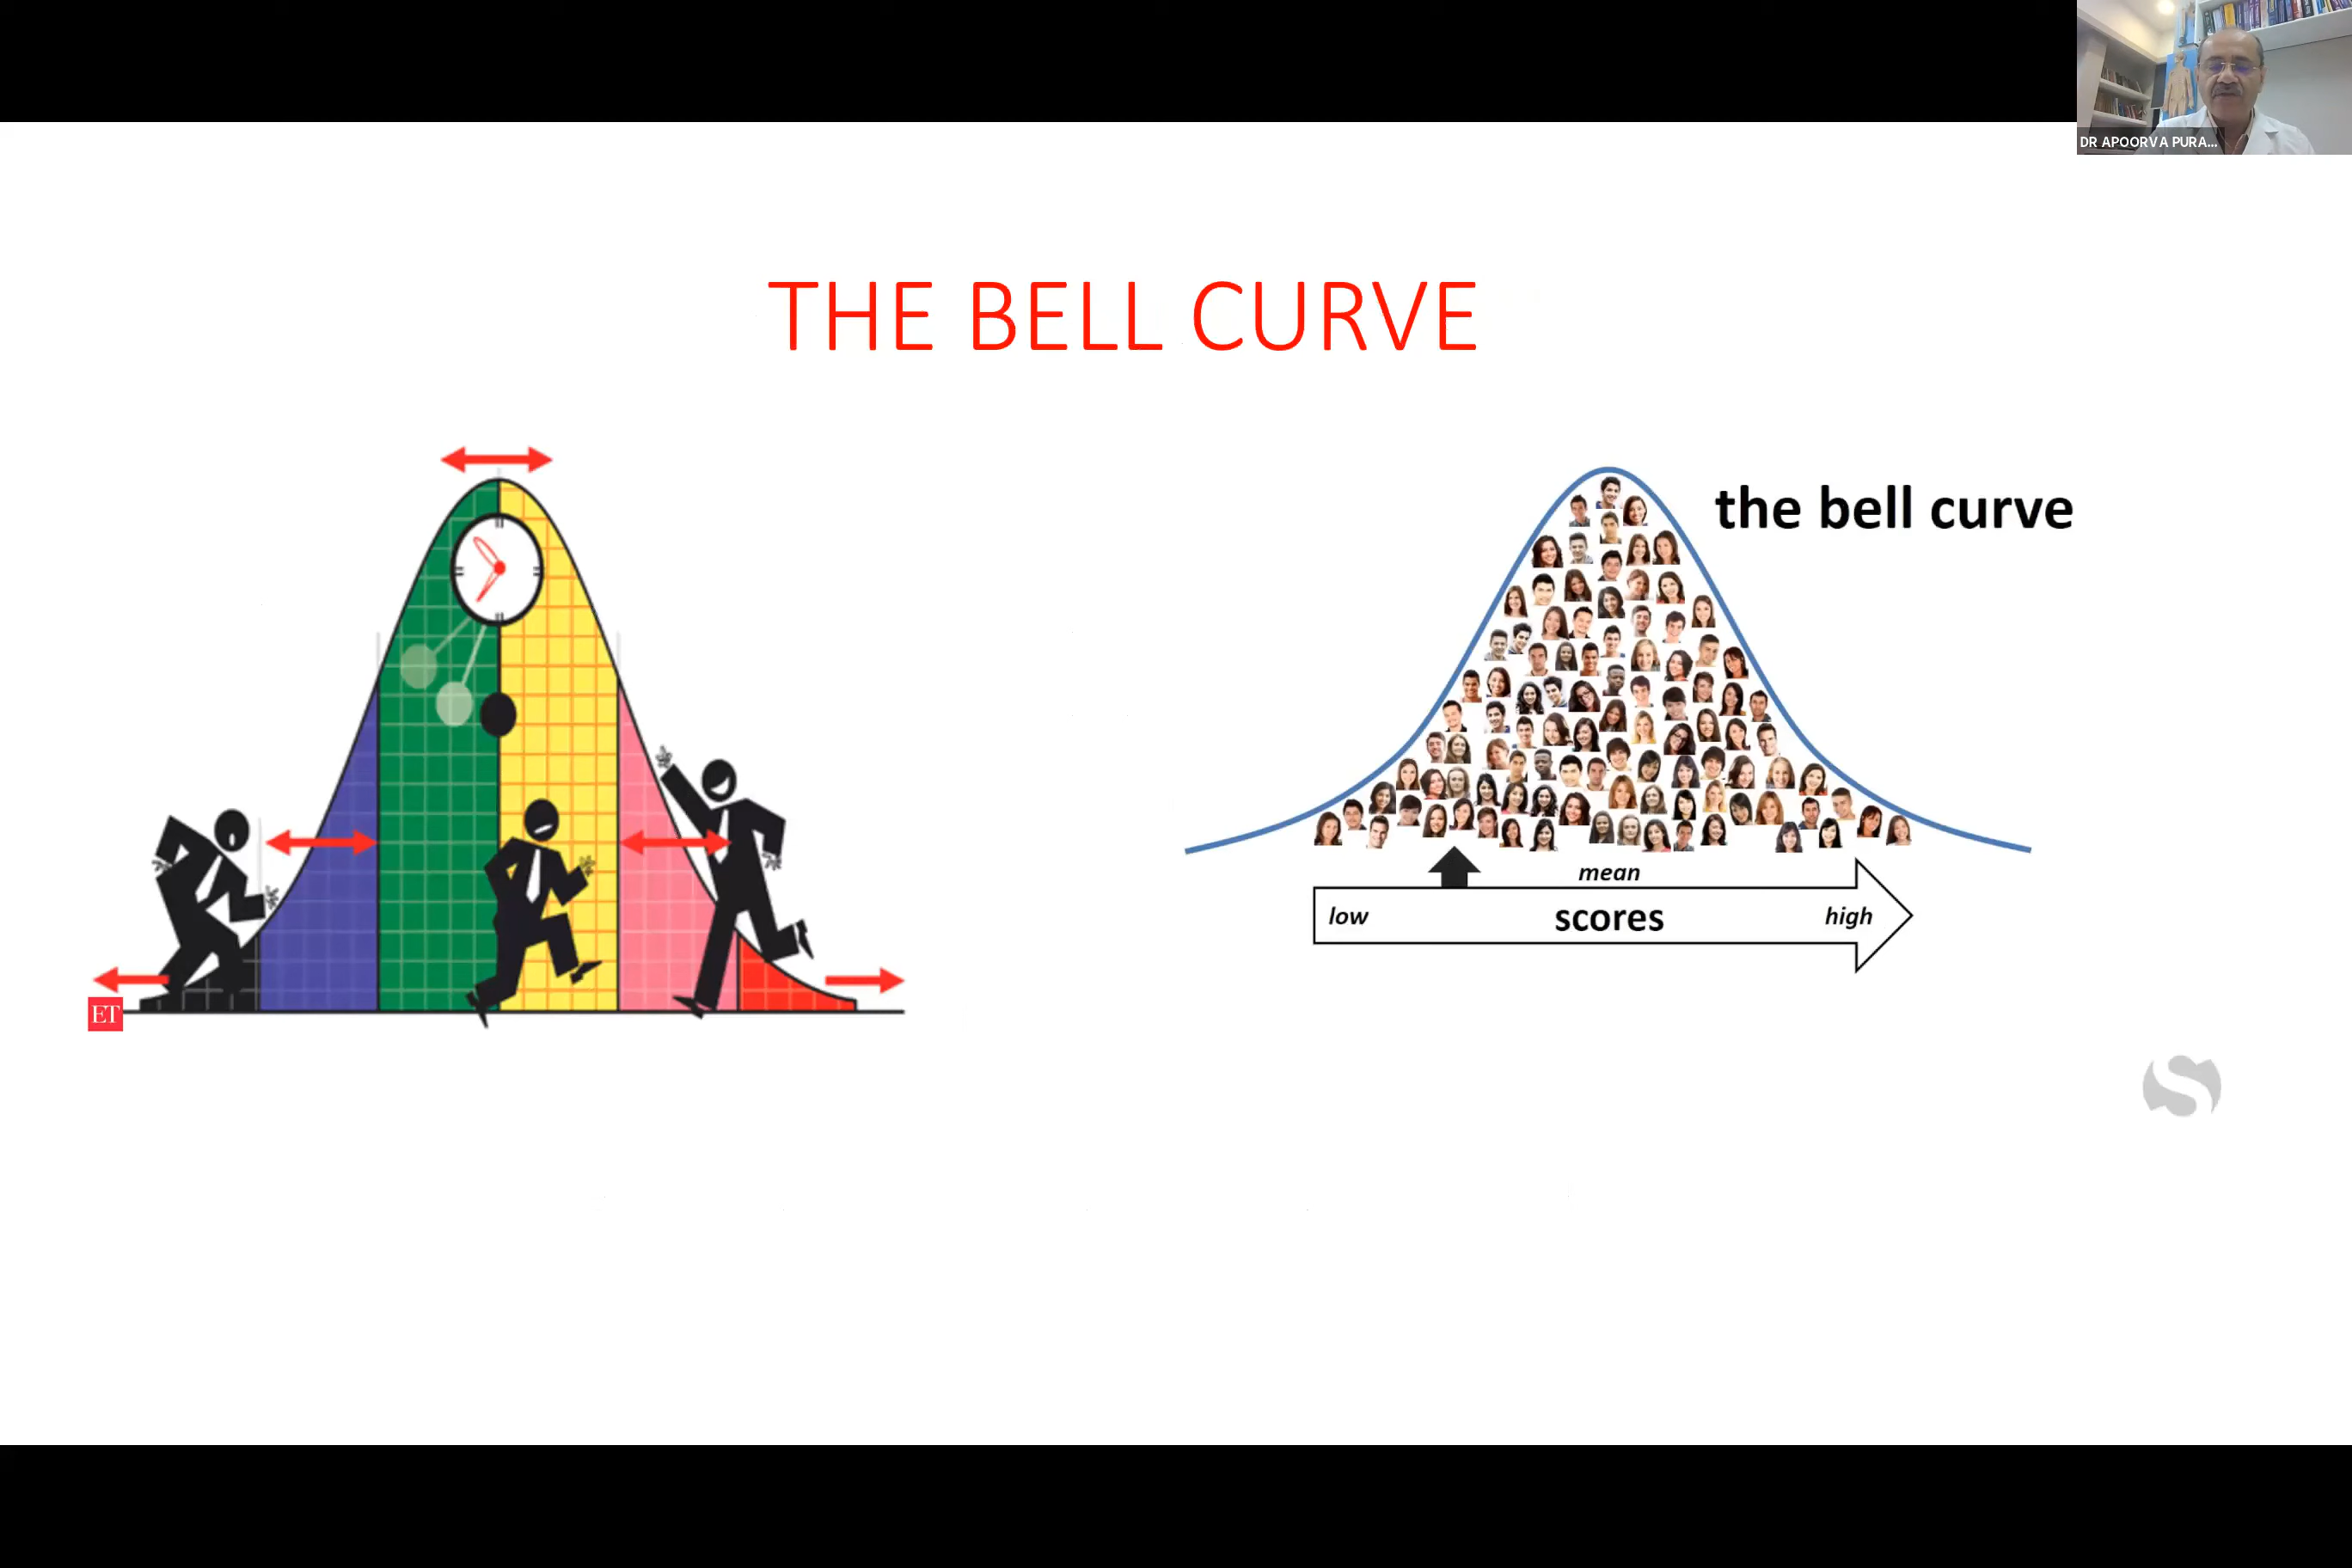 DR APOORVA PURA...
THE BELL CURVE
the bell curve
mean
low scores high
ET
S